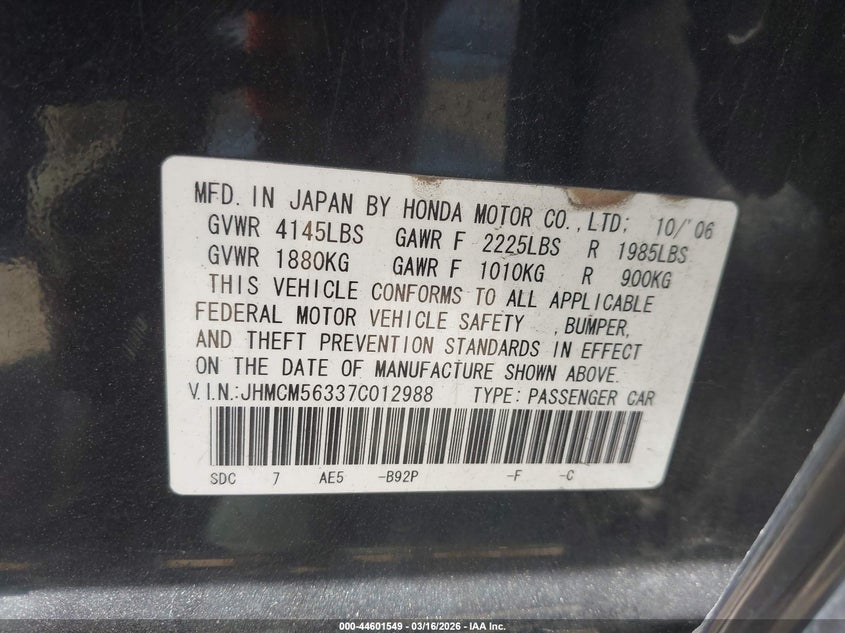 MFD. IN JAPAN BY HONDA MOTOR CO., LTD; 10/'06
GVWR 4145LBS GAWR F 2225LBS R 1985LBS
GVWR 1880KG GAWR F 1010KG R 900KG
THIS VEHICLE CONFORMS TO ALL APPLICABLE
FEDERAL MOTOR VEHICLE SAFETY , BUMPER,
AND THEFT PREVENTION STANDARDS IN EFFECT
ON THE DATE OF MANUFACTURE SHOWN ABOVE.
V.I.N.:JHMCM56337C012988 TYPE: PASSENGER CAR
SDC 7 AE5 -B92P -F -C
000-44601549 — 03/16/2026 — IAA Inc.